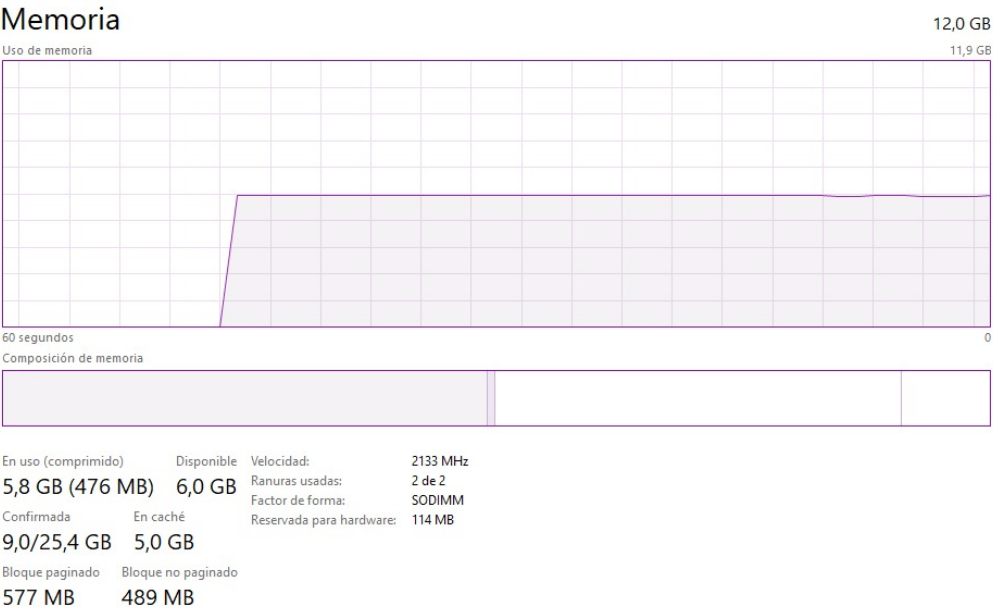 Memoria
12,0 GB
Uso de memoria
11,9 GB
60 segundos
0
Composición de memoria
En uso (comprimido)
5,8 GB (476 MB)
Disponible
6,0 GB
Confirmada
9,0/25,4 GB
En caché
5,0 GB
Bloque paginado
577 MB
Bloque no paginado
489 MB
Velocidad: 2133 MHz
Ranuras usadas: 2 de 2
Factor de forma: SODIMM
Reservada para hardware: 114 MB